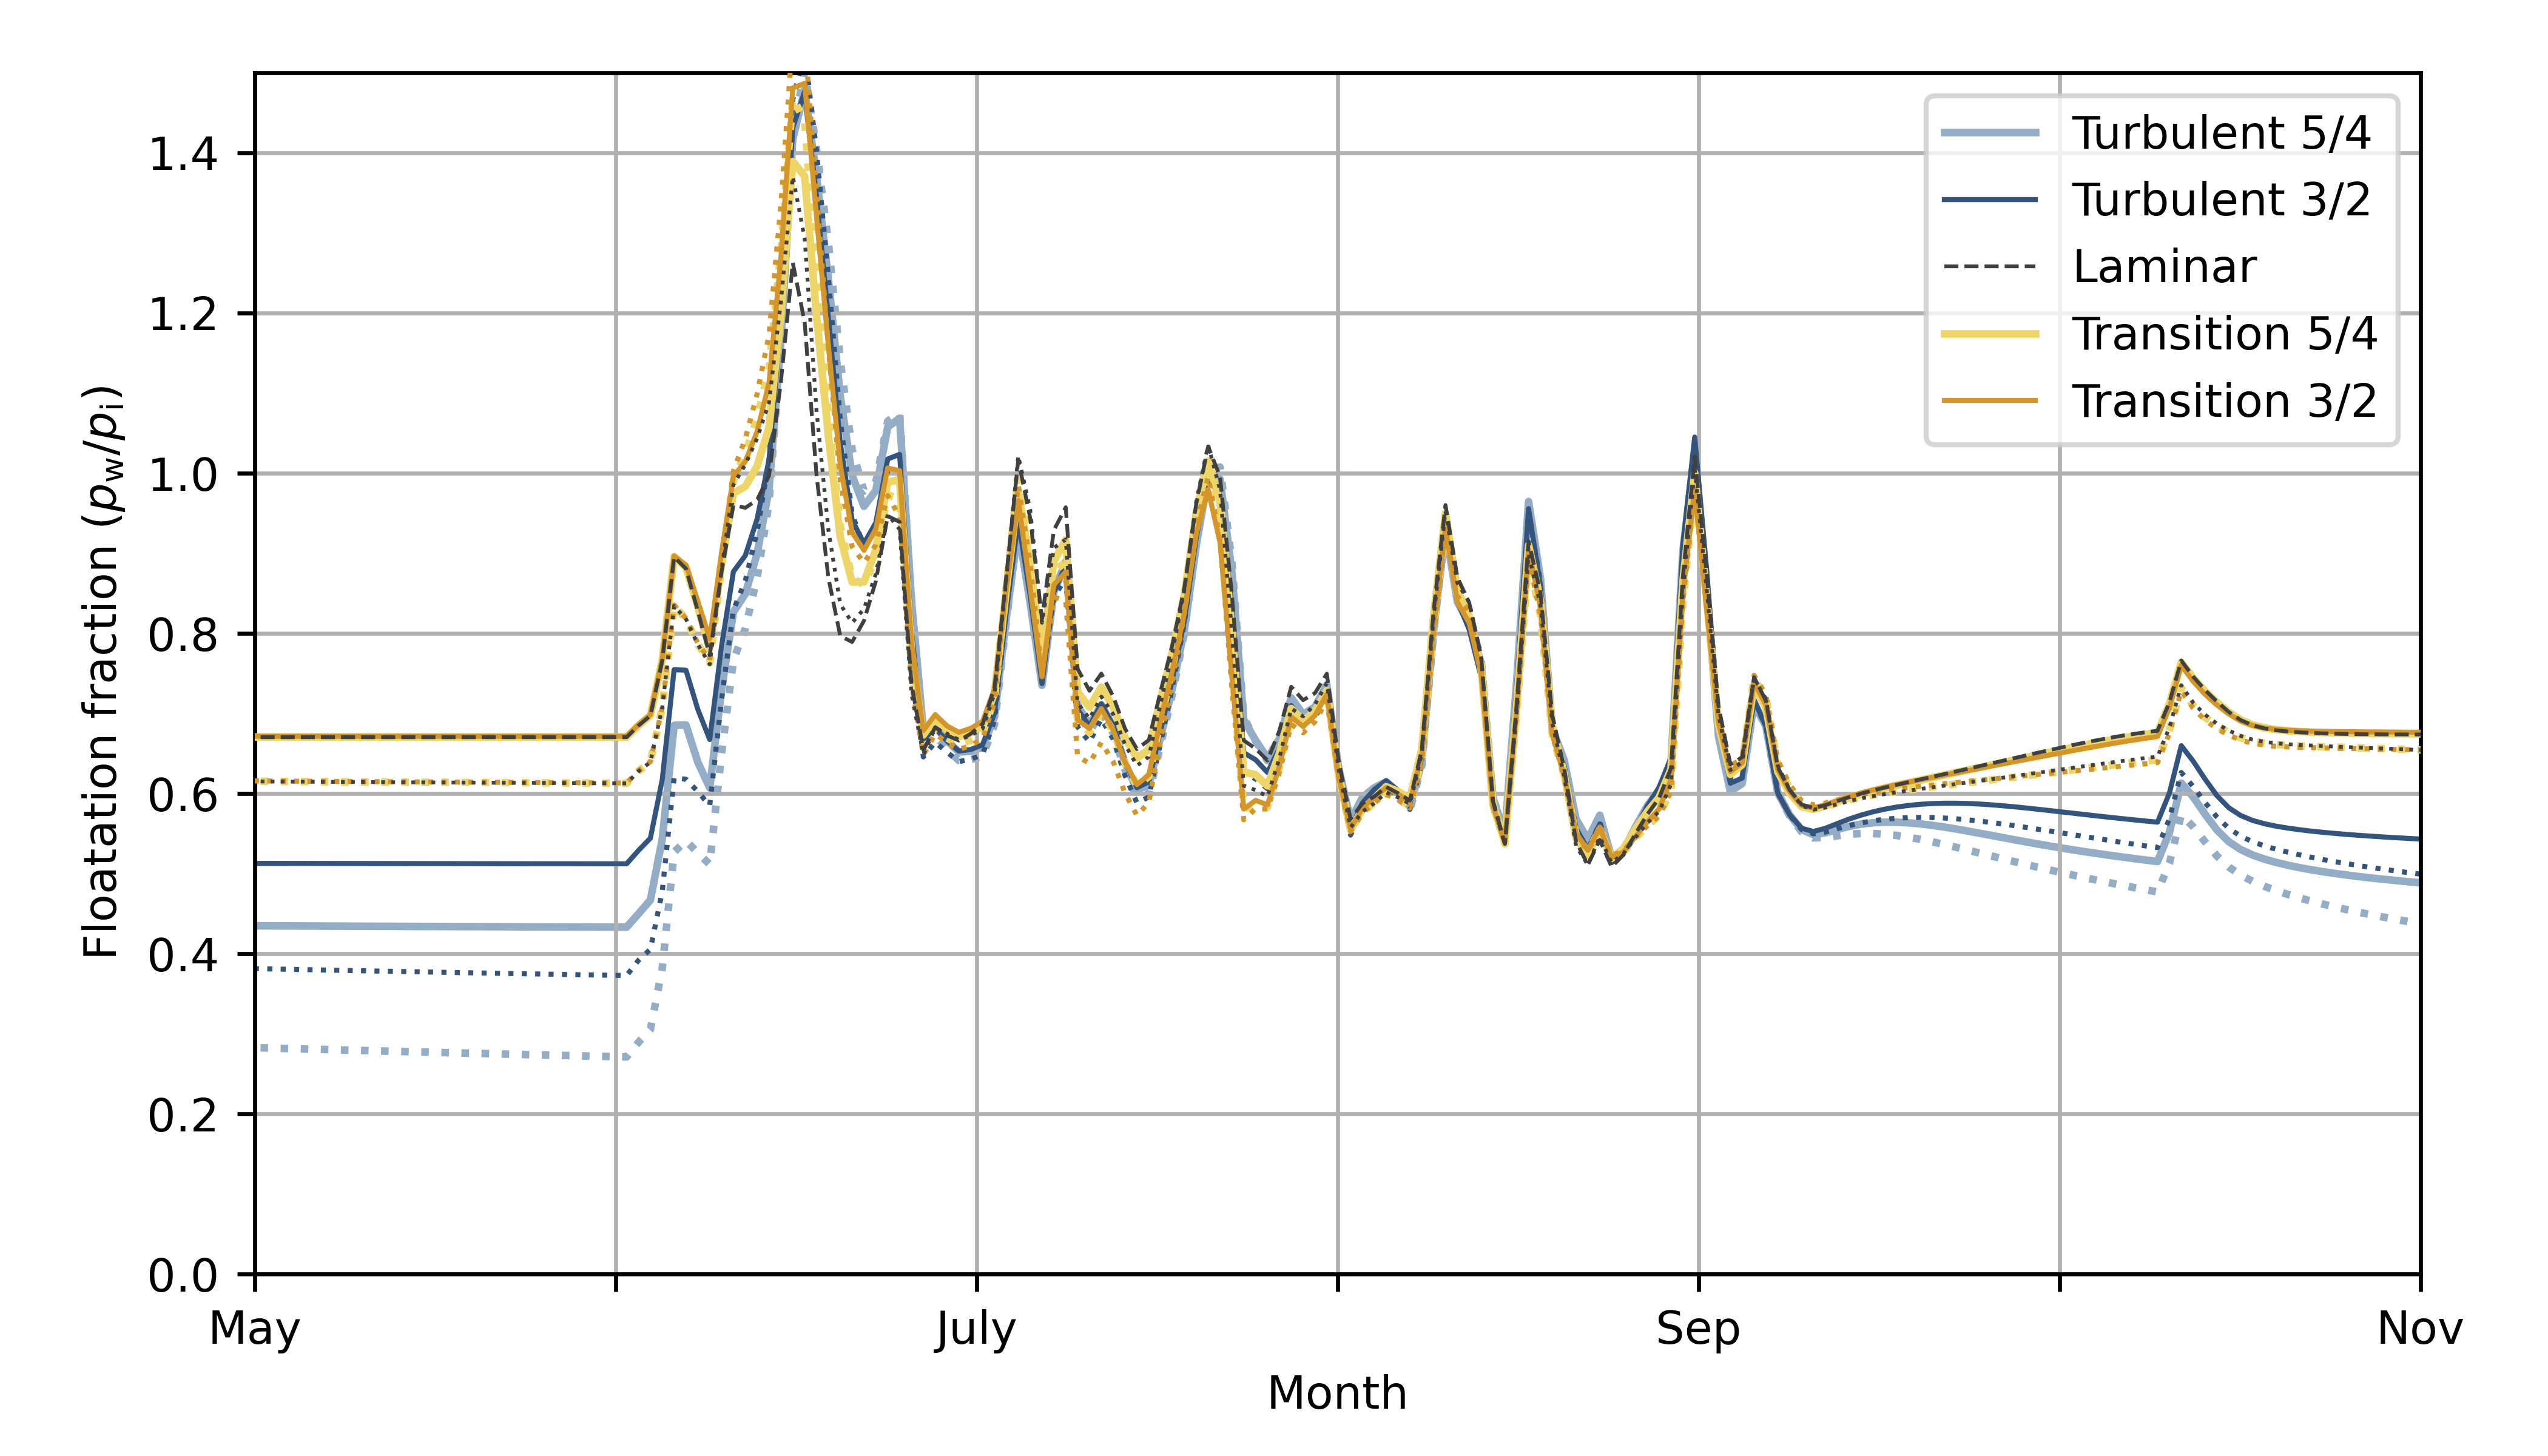 Floatation fraction (pw/pi)
1.4
1.2
1.0
0.8
0.6
0.4
0.2
0.0
May
July
Sep
Nov
Month
Turbulent 5/4
Turbulent 3/2
Laminar
Transition 5/4
Transition 3/2